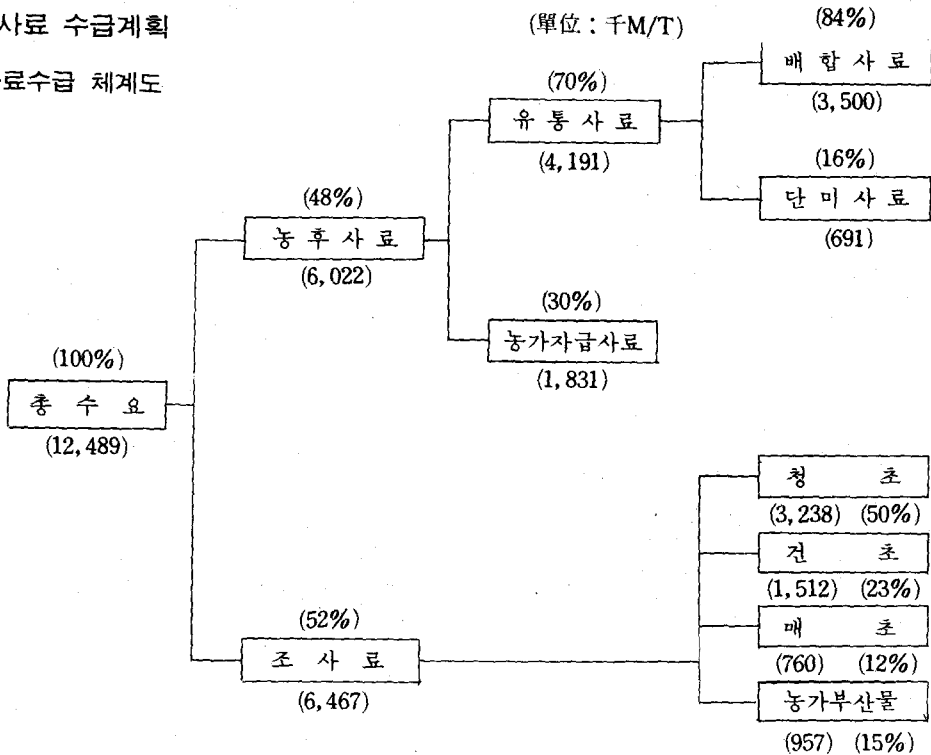 사료 수급계획
료수급 체계도
(單位 : 千M/T)
(84%)
배합사료
(3,500)
(70%)
유통사료
(4,191)
(16%)
단미사료
(691)
(48%)
농후사료
(6,022)
(30%)
농가자급사료
(1,831)
(100%)
총수요
(12,489)
청초
(3,238) (50%)
건초
(1,512) (23%)
(52%)
조사료
(6,467)
매초
(760) (12%)
농가부산물
(957) (15%)